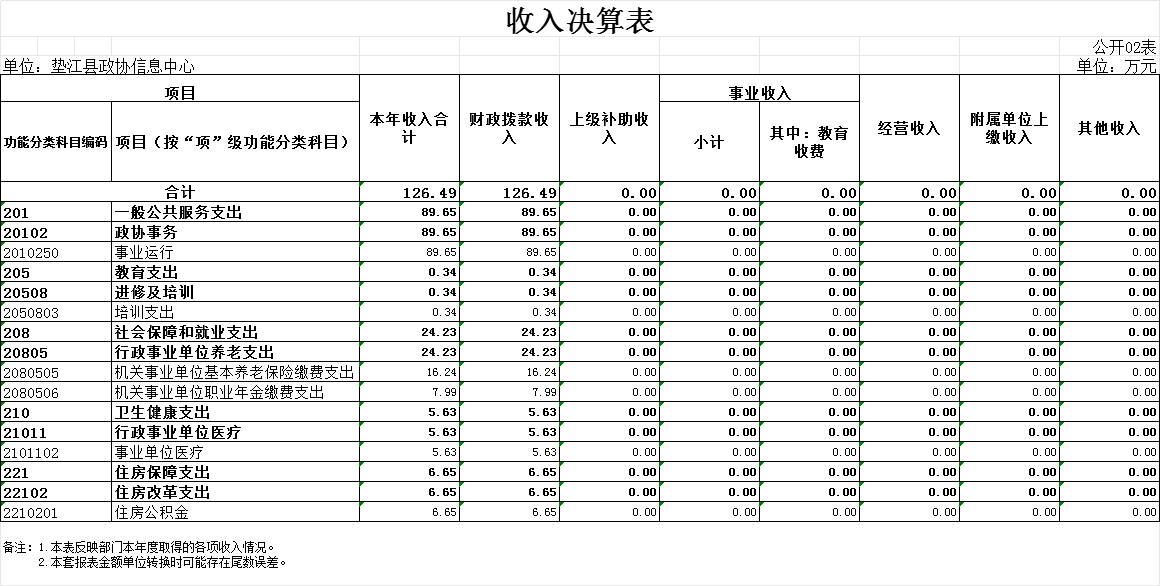 收入决算表
公开02表
单位：垫江县政协信息中心 单位：万元
项目 本年收入合计 财政拨款收入 上级补助收入 事业收入 经营收入 附属单位上缴收入 其他收入
功能分类科目编码 项目（按“项”级功能分类科目） 小计 其中：教育收费
合计 126.49 126.49 0.00 0.00 0.00 0.00 0.00 0.00
201 一般公共服务支出 89.65 89.65 0.00 0.00 0.00 0.00 0.00 0.00
20102 政协事务 89.65 89.65 0.00 0.00 0.00 0.00 0.00 0.00
2010250 事业运行 89.65 89.65 0.00 0.00 0.00 0.00 0.00 0.00
205 教育支出 0.34 0.34 0.00 0.00 0.00 0.00 0.00 0.00
20508 进修及培训 0.34 0.34 0.00 0.00 0.00 0.00 0.00 0.00
2050803 培训支出 0.34 0.34 0.00 0.00 0.00 0.00 0.00 0.00
208 社会保障和就业支出 24.23 24.23 0.00 0.00 0.00 0.00 0.00 0.00
20805 行政事业单位养老支出 24.23 24.23 0.00 0.00 0.00 0.00 0.00 0.00
2080505 机关事业单位基本养老保险缴费支出 16.24 16.24 0.00 0.00 0.00 0.00 0.00 0.00
2080506 机关事业单位职业年金缴费支出 7.99 7.99 0.00 0.00 0.00 0.00 0.00 0.00
210 卫生健康支出 5.63 5.63 0.00 0.00 0.00 0.00 0.00 0.00
21011 行政事业单位医疗 5.63 5.63 0.00 0.00 0.00 0.00 0.00 0.00
2101102 事业单位医疗 5.63 5.63 0.00 0.00 0.00 0.00 0.00 0.00
221 住房保障支出 6.65 6.65 0.00 0.00 0.00 0.00 0.00 0.00
22102 住房改革支出 6.65 6.65 0.00 0.00 0.00 0.00 0.00 0.00
2210201 住房公积金 6.65 6.65 0.00 0.00 0.00 0.00 0.00 0.00
备注：1.本表反映部门本年度取得的各项收入情况。
2.本套报表金额单位转换时可能存在尾数误差。